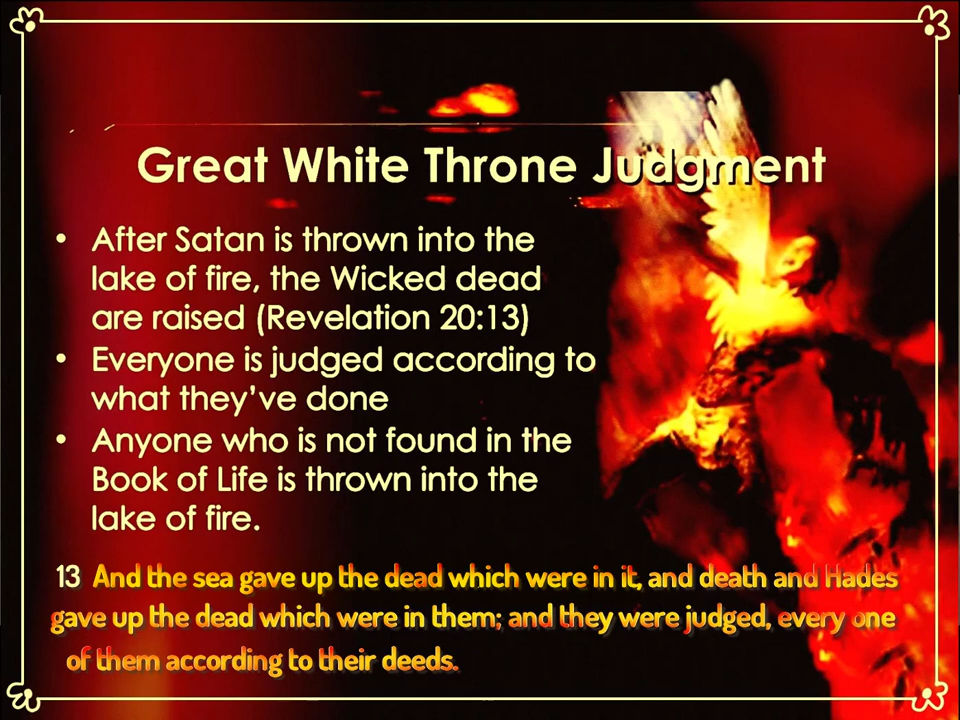 Great White Throne Judgment
• After Satan is thrown into the
lake of fire, the Wicked dead
are raised (Revelation 20:13)
• Everyone is judged according to
what they've done
• Anyone who is not found in the
Book of Life is thrown into the
lake of fire.
13 And the sea gave up the dead which were in it, and death and Hades
gave up the dead which were in them; and they were judged, every one
of them according to their deeds.